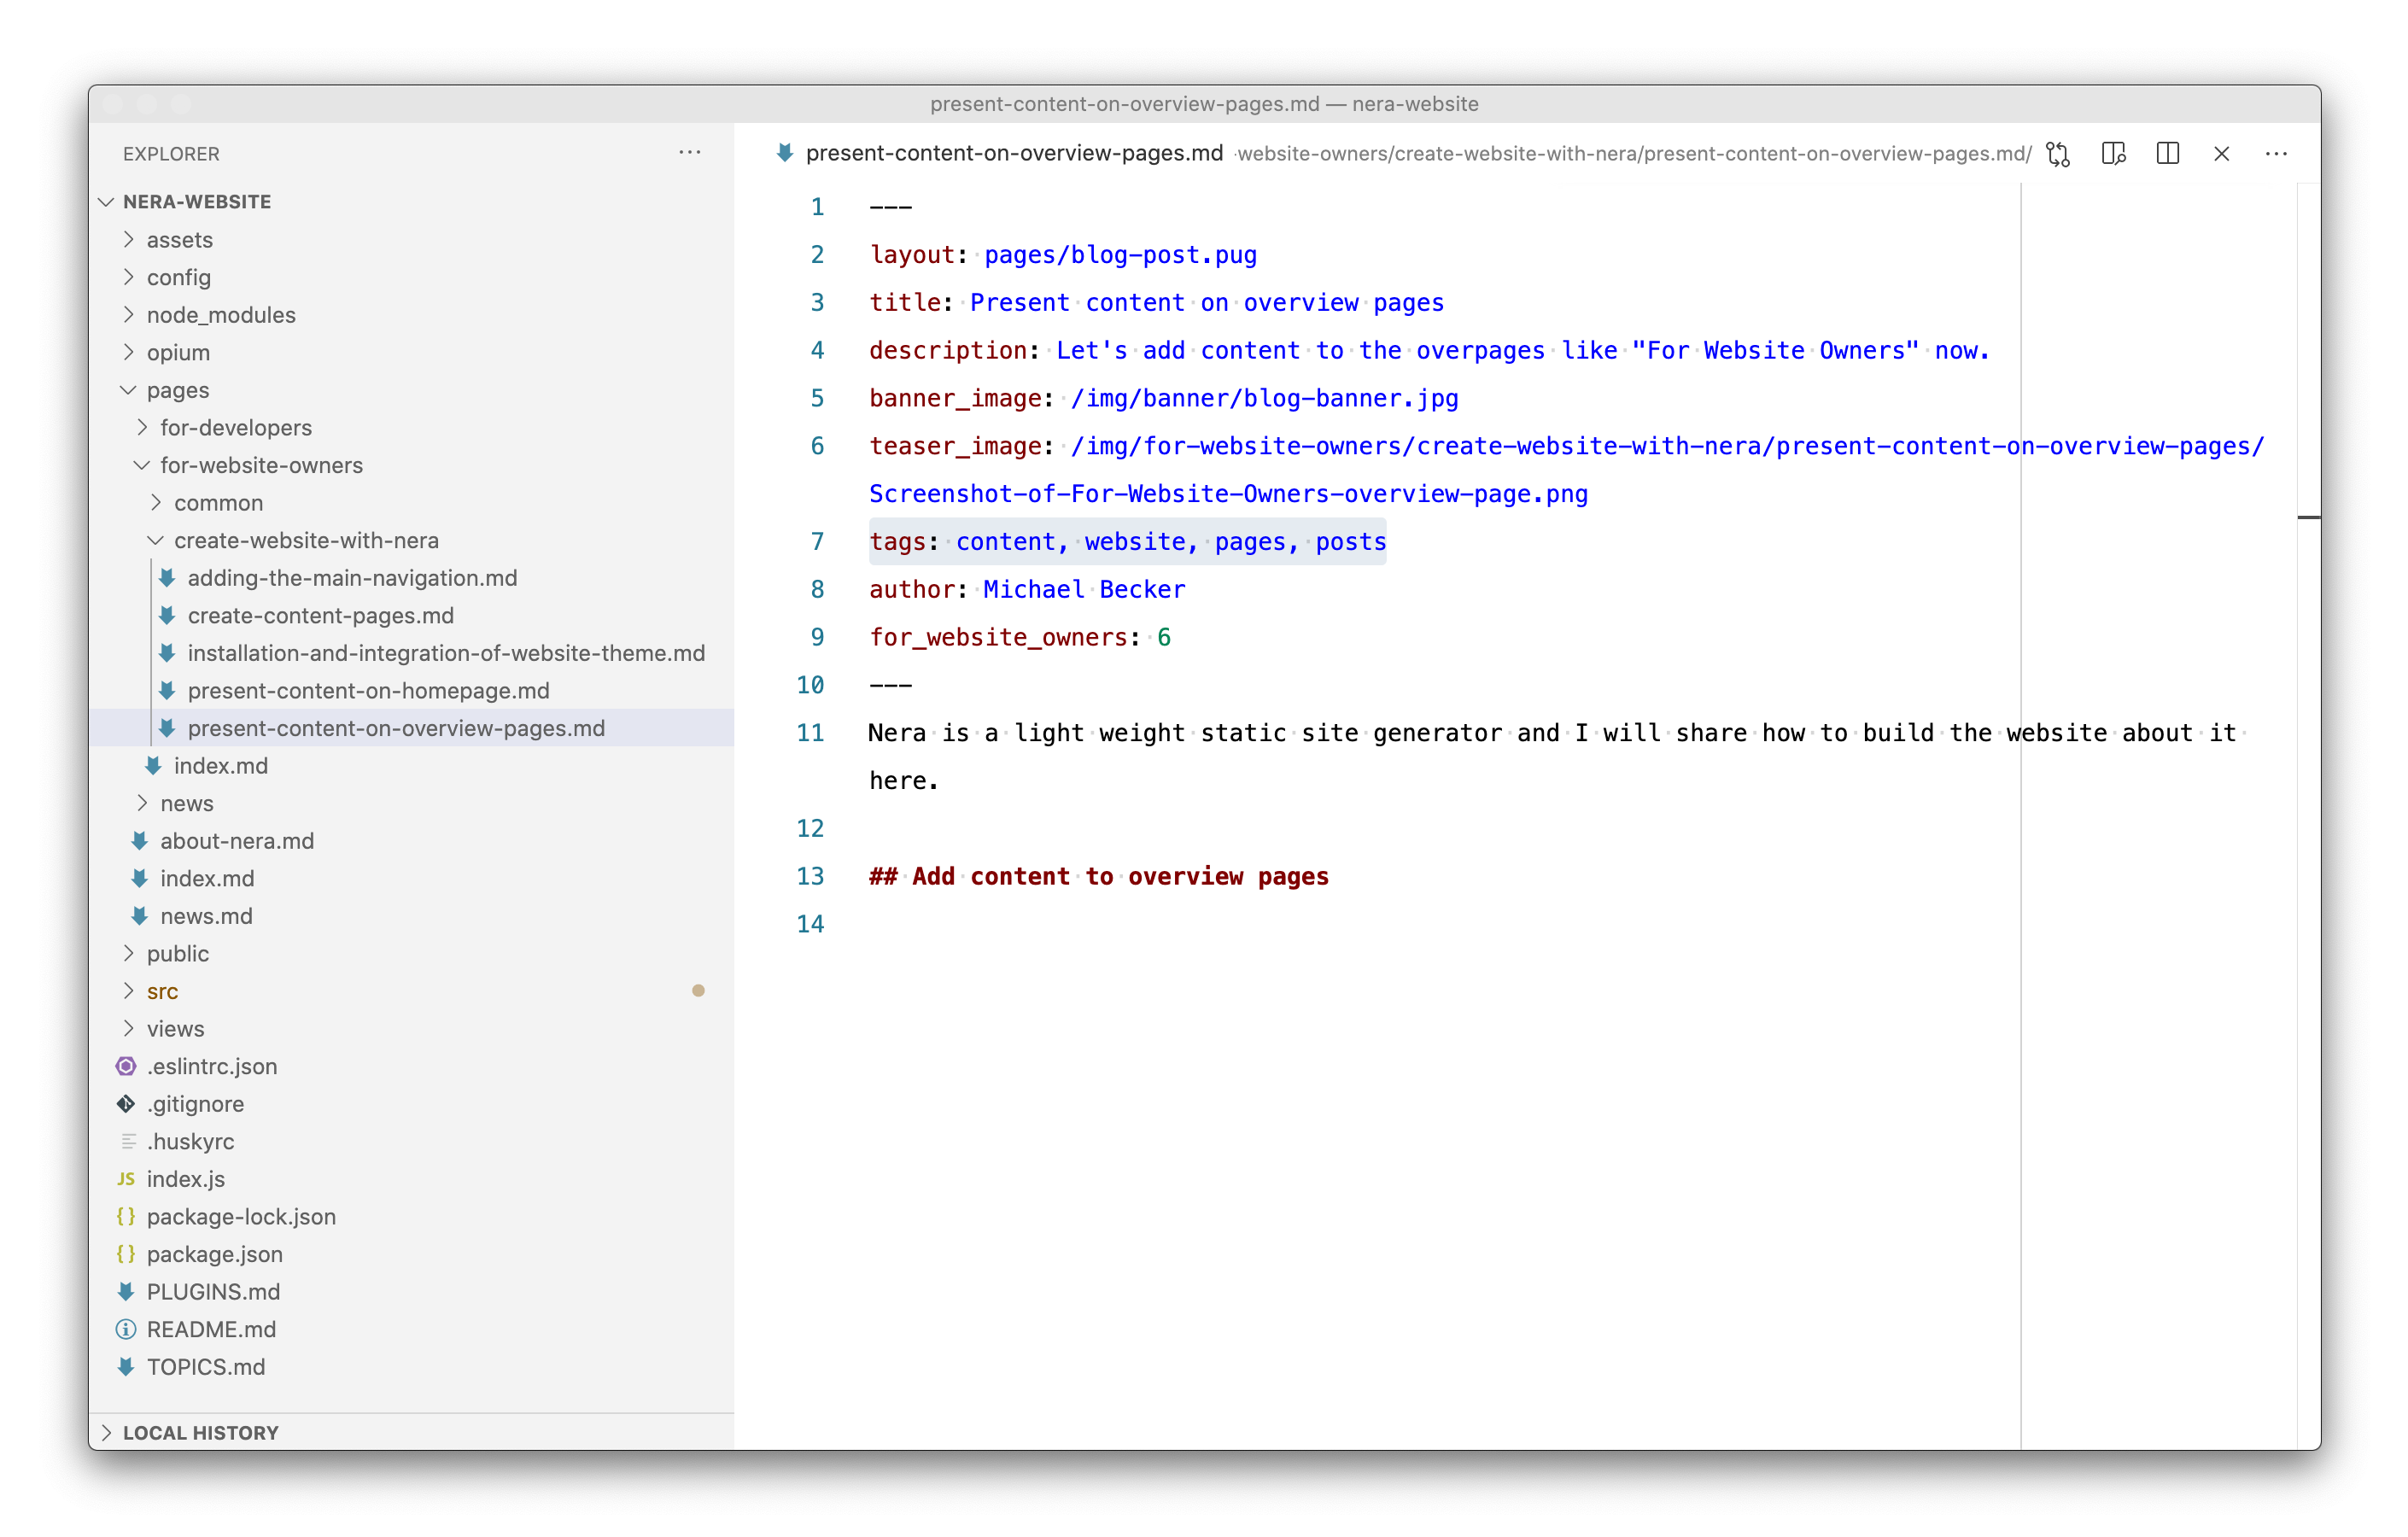 present-content-on-overview-pages.md — nera-website
EXPLORER
NERA-WEBSITE
assets
config
node_modules
opium
pages
for-developers
for-website-owners
common
create-website-with-nera
adding-the-main-navigation.md
create-content-pages.md
installation-and-integration-of-website-theme.md
present-content-on-homepage.md
present-content-on-overview-pages.md
index.md
news
about-nera.md
index.md
news.md
public
src
views
.eslintrc.json
.gitignore
.huskyrc
JS index.js
{} package-lock.json
{} package.json
PLUGINS.md
README.md
TOPICS.md
LOCAL HISTORY
present-content-on-overview-pages.md -website-owners/create-website-with-nera/present-content-on-overview-pages.md/
1 ---
2 layout: pages/blog-post.pug
3 title: Present content on overview pages
4 description: Let's add content to the overpages like "For Website Owners" now.
5 banner_image: /img/banner/blog-banner.jpg
6 teaser_image: /img/for-website-owners/create-website-with-nera/present-content-on-overview-pages/
Screenshot-of-For-Website-Owners-overview-page.png
7 tags: content, website, pages, posts
8 author: Michael Becker
9 for_website_owners: 6
10 ---
11 Nera is a light weight static site generator and I will share how to build the website about it
here.
12
13 ## Add content to overview pages
14